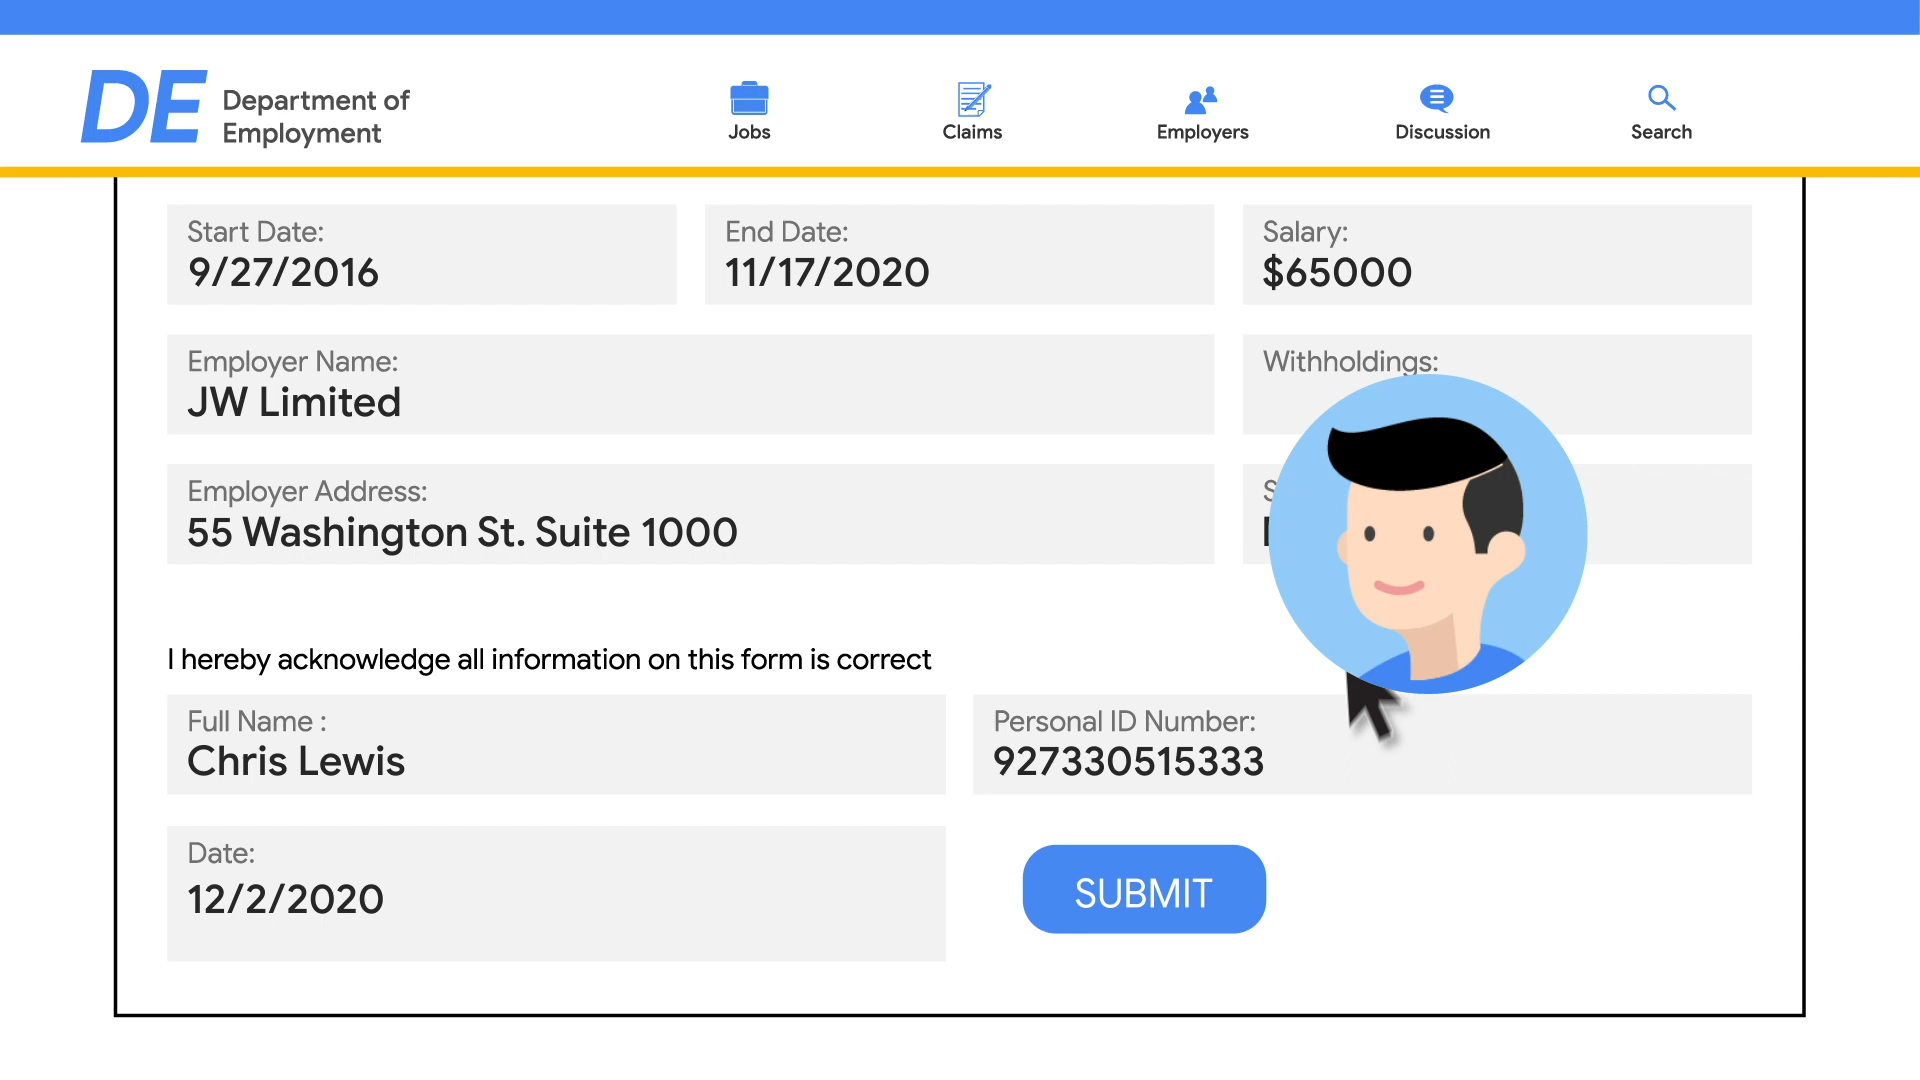 DE
Department of
Employment
Jobs
Claims
Employers
Discussion
Search
Start Date:
9/27/2016
End Date:
11/17/2020
Salary:
$65000
Employer Name:
JW Limited
Withholdings:
Employer Address:
55 Washington St. Suite 1000
I hereby acknowledge all information on this form is correct
Full Name :
Chris Lewis
Personal ID Number:
927330515333
Date:
12/2/2020
SUBMIT